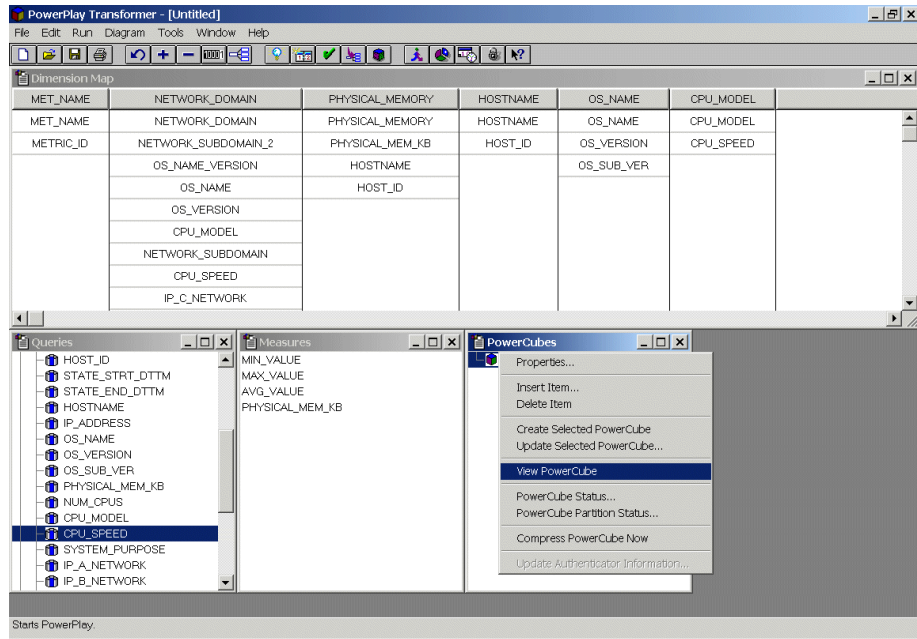 PowerPlay Transformer - [Untitled]
File Edit Run Diagram Tools Window Help
Dimension Map
MET_NAME NETWORK_DOMAIN PHYSICAL_MEMORY HOSTNAME OS_NAME CPU_MODEL
MET_NAME NETWORK_DOMAIN PHYSICAL_MEMORY HOSTNAME OS_NAME CPU_MODEL
METRIC_ID NETWORK_SUBDOMAIN_2 PHYSICAL_MEM_KB HOST_ID OS_VERSION CPU_SPEED
OS_NAME_VERSION HOSTNAME OS_SUB_VER
OS_NAME HOST_ID
OS_VERSION
CPU_MODEL
NETWORK_SUBDOMAIN
CPU_SPEED
IP_C_NETWORK
Queries
HOST_ID
STATE_STRT_DTTM
STATE_END_DTTM
HOSTNAME
IP_ADDRESS
OS_NAME
OS_VERSION
OS_SUB_VER
PHYSICAL_MEM_KB
NUM_CPUS
CPU_MODEL
CPU_SPEED
SYSTEM_PURPOSE
IP_A_NETWORK
IP_B_NETWORK
Measures
MIN_VALUE
MAX_VALUE
AVG_VALUE
PHYSICAL_MEM_KB
PowerCubes
Properties...
Insert Item...
Delete Item
Create Selected PowerCube
Update Selected PowerCube...
View PowerCube
PowerCube Status...
PowerCube Partition Status...
Compress PowerCube Now
Update Authenticator Information...
Starts PowerPlay.